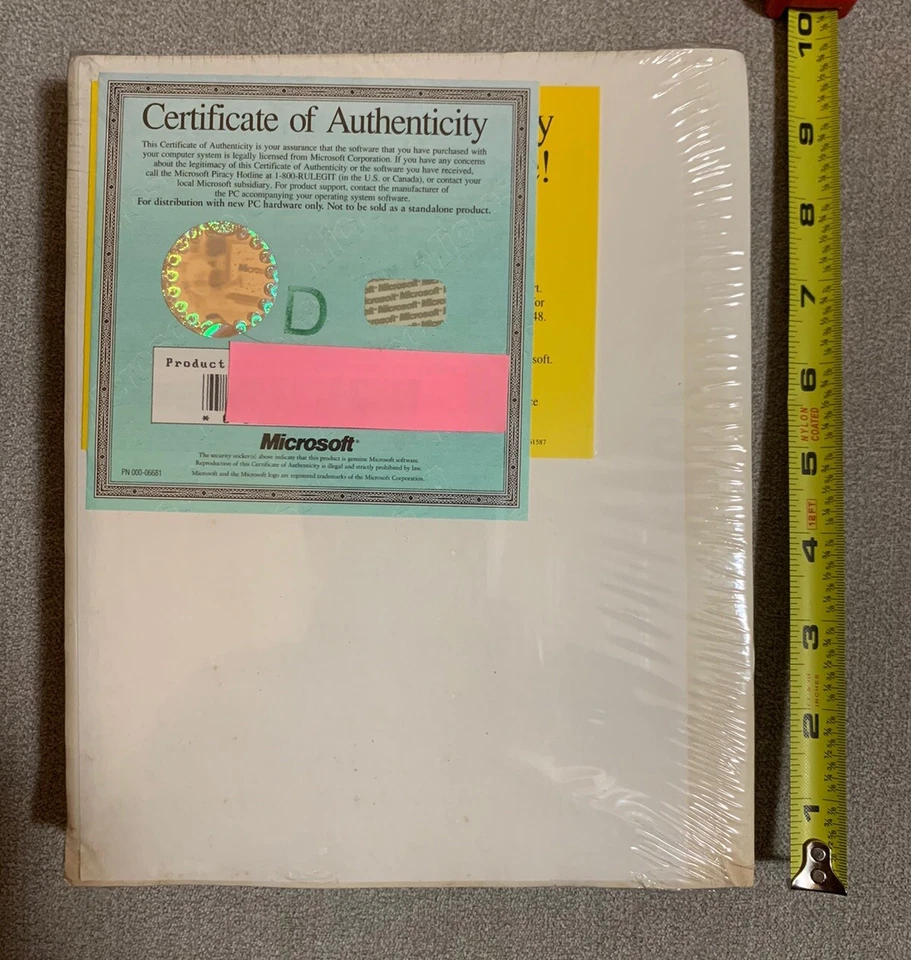 Certificate of Authenticity
This Certificate of Authenticity is your assurance that the software that you have purchased with
your computer system is legally licensed from Microsoft Corporation. If you have any concerns
about the legitimacy of this Certificate of Authenticity or the software you have received,
call the Microsoft Piracy Hotline at 1-800-RULEGIT (in the U.S. or Canada), or contact your
local Microsoft subsidiary. For product support, contact the manufacturer of
the PC accompanying your operating system software.
For distribution with new PC hardware only. Not to be sold as a standalone product.
D
Product
*
Microsoft®
The security sticker(s) above indicate that this product is genuine Microsoft software.
Reproduction of this Certificate of Authenticity is illegal and strictly prohibited by law.
PN 000-06681
Microsoft and the Microsoft logo are registered trademarks of the Microsoft Corporation.
y
!
or
48.
soft.
10
9
8
7
6
NYLON
COATED
5
12FT
4
3
INCHES
2
1